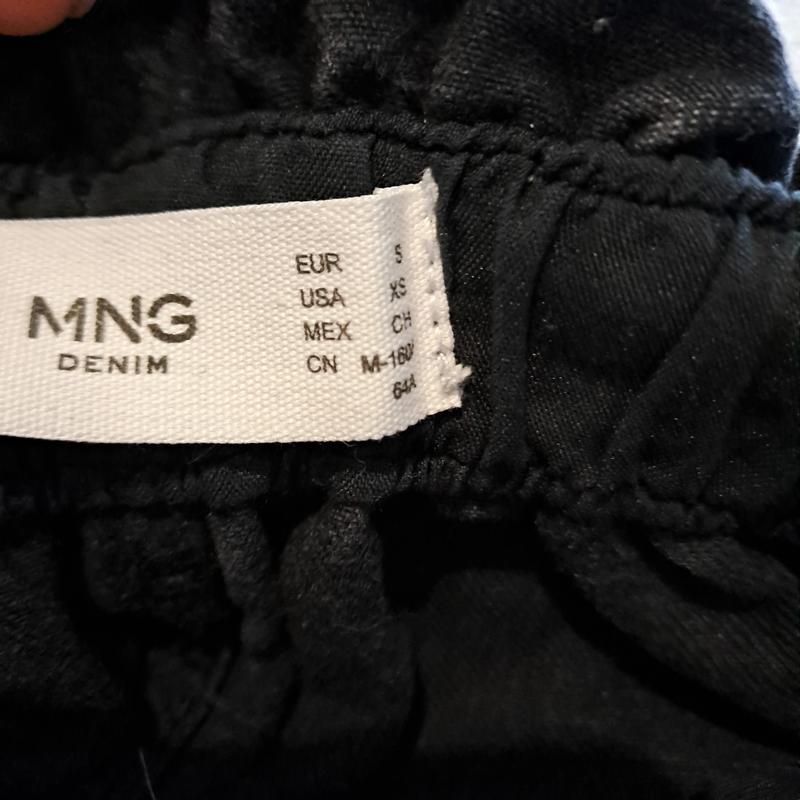 MNG
DENIM
EUR S
USA XS
MEX CH
CN M-160/
64A